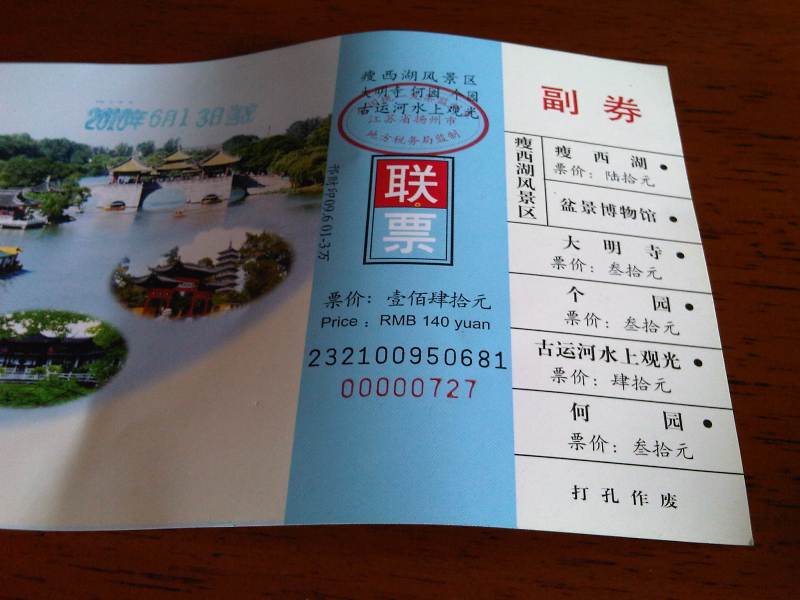 2010年6月13日
瘦西湖风景区
大明寺 何园 个园
古运河水上观光
江苏省扬州市
地方税务局监制
联
票
票价：壹佰肆拾元
Price : RMB 140 yuan
232100950681
00000727
副券
瘦西湖风景区
瘦西湖
票价：陆拾元
盆景博物馆
大明寺
票价：叁拾元
个园
票价：叁拾元
古运河水上观光
票价：肆拾元
何园
票价：叁拾元
打孔作废